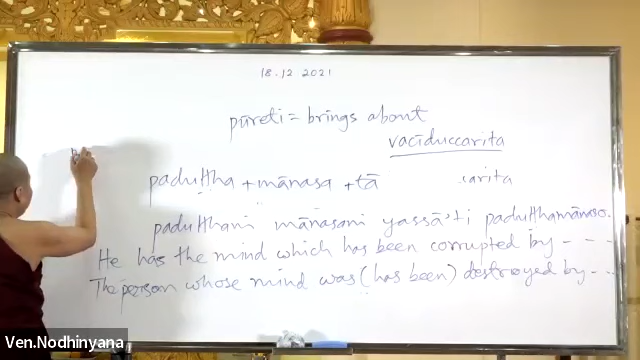 18.12 2021
pūreti = brings about
vacīduccarita
paduṭṭha + mānasa + tā carita
paduṭṭhaṁ mānasaṁ yassā'ti paduṭṭhamānaso.
He has the mind which has been corrupted by - - -
The person whose mind was (has been) destroyed by - -
Ven.Nodhinyana